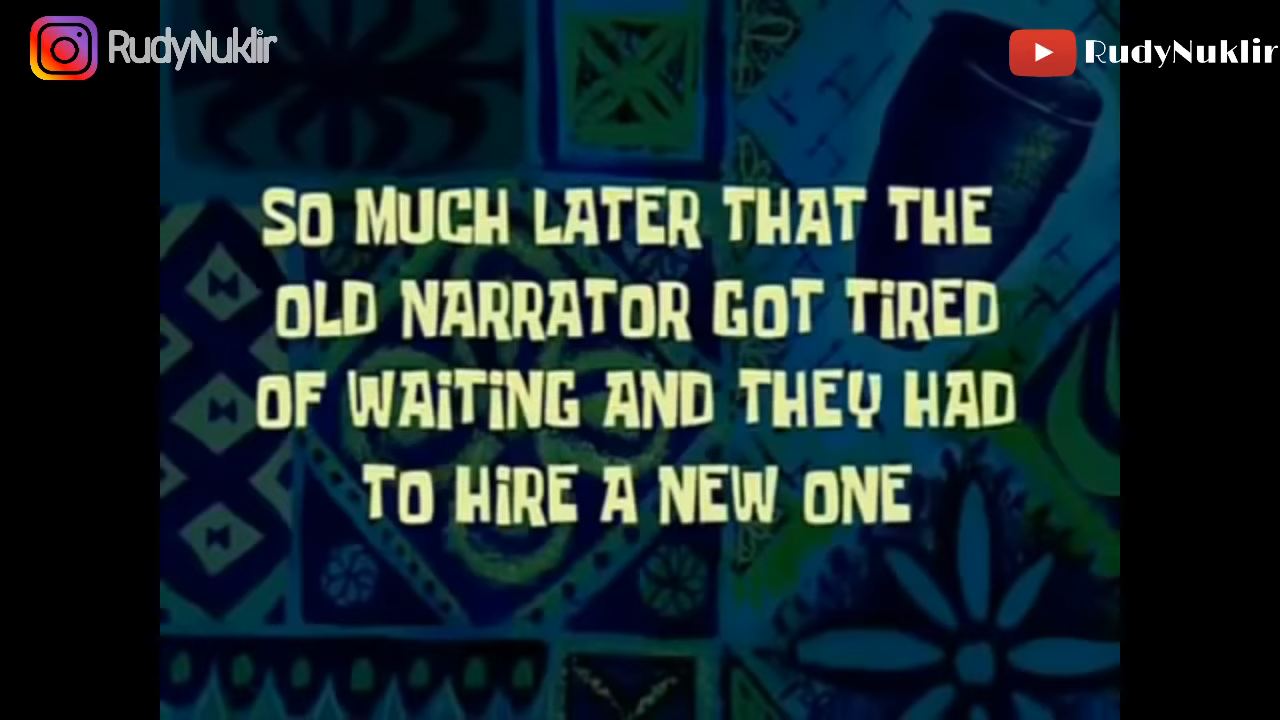 RudyNuklir
RudyNuklir
SO MUCH LATER THAT THE
OLD NARRATOR GOT TiRED
OF WAiTiNG AND THEY HAD
TO HiRE A NEW ONE